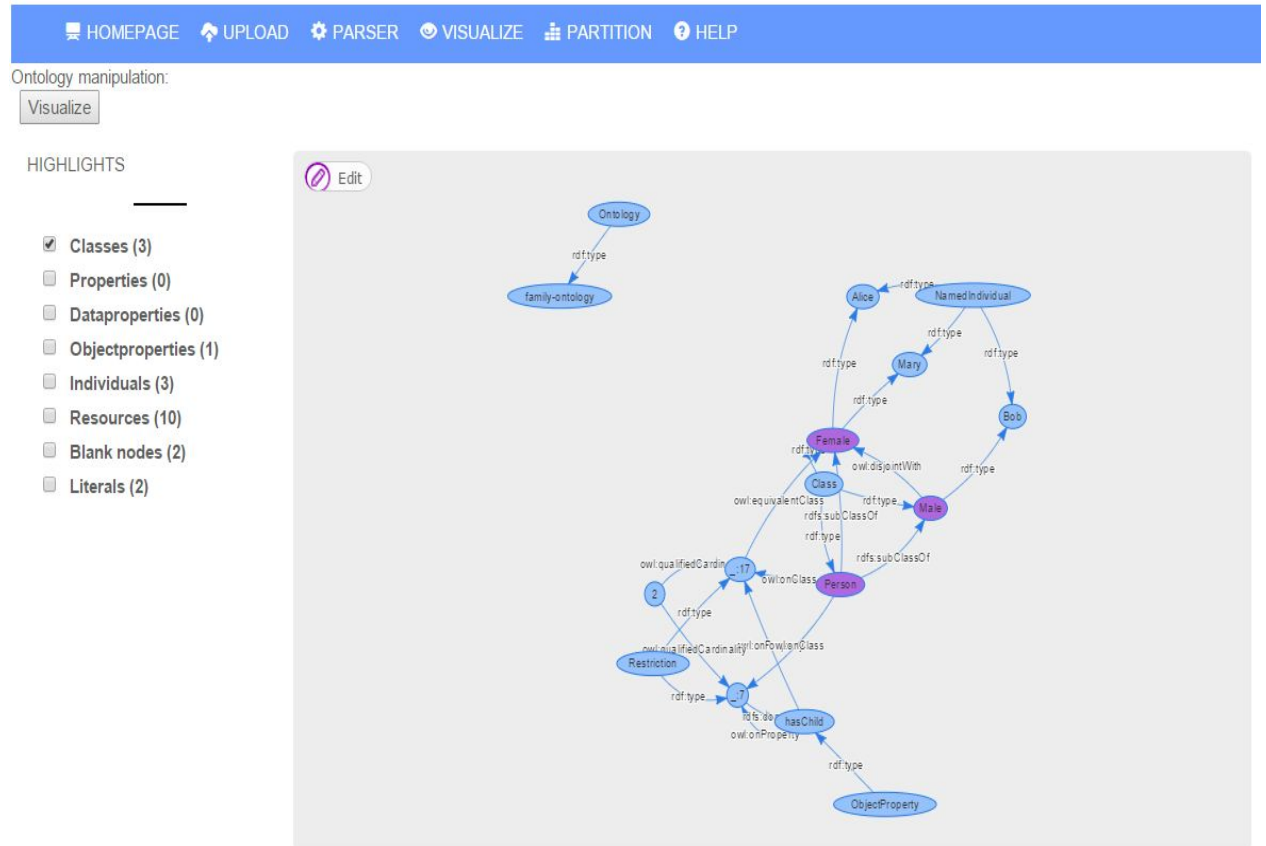 HOMEPAGE UPLOAD PARSER VISUALIZE PARTITION HELP
Ontology manipulation:
Visualize
HIGHLIGHTS
Classes (3)
Properties (0)
Dataproperties (0)
Objectproperties (1)
Individuals (3)
Resources (10)
Blank nodes (2)
Literals (2)
Edit
Ontology
rdf:type
family-ontology
Alice
rdf:type
NamedIndividual
rdf:type
rdf:type
rdf:type
Mary
rdf:type
Bob
Female
rdf:type
owl:disjointWith
rdf:type
Class
owl:equivalentClass
rdf:type
Male
rdfs:subClassOf
rdf:type
rdfs:subClassOf
owl:qualifiedCardin
_:17
owl:onClass
Person
2
rdf:type
owl:qualifiedCardinality
Restriction
rdf:type
_:7
hasChild
owl:onProperty
rdf:type
ObjectProperty